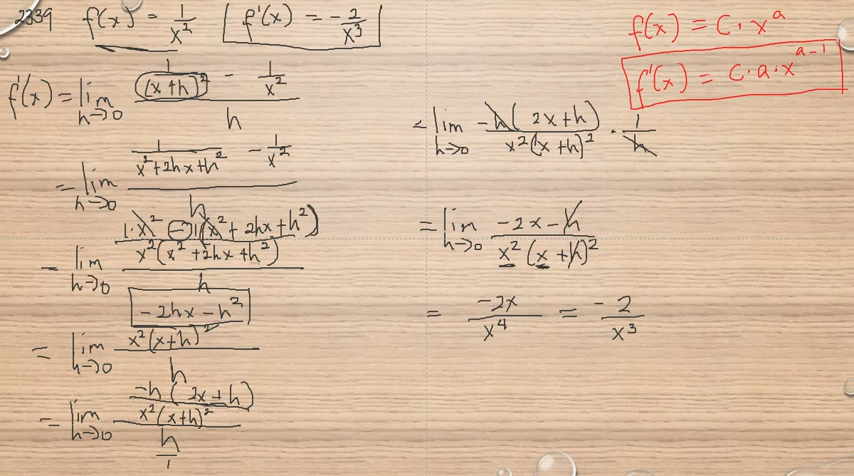 2339 f(x) = 1/x² f'(x) = -2/x³
f'(x) = lim h→0 (1/(x+h)² - 1/x²)/h
= lim h→0 (1/(x²+2hx+h²) - 1/x²)/h
= lim h→0 ((1·x² - 1(x²+2hx+h²))/(x²(x²+2hx+h²)))/h
= lim h→0 ((-2hx-h²)/(x²(x+h)²))/h
= lim h→0 ((-h(2x+h))/(x²(x+h)²))/(h/1)
f(x) = C·x^a
f'(x) = C·a·x^(a-1)
= lim h→0 (-h(2x+h))/(x²(x+h)²) · 1/h
= lim h→0 (-2x-h)/(x²(x+h)²)
= -2x/x⁴ = -2/x³